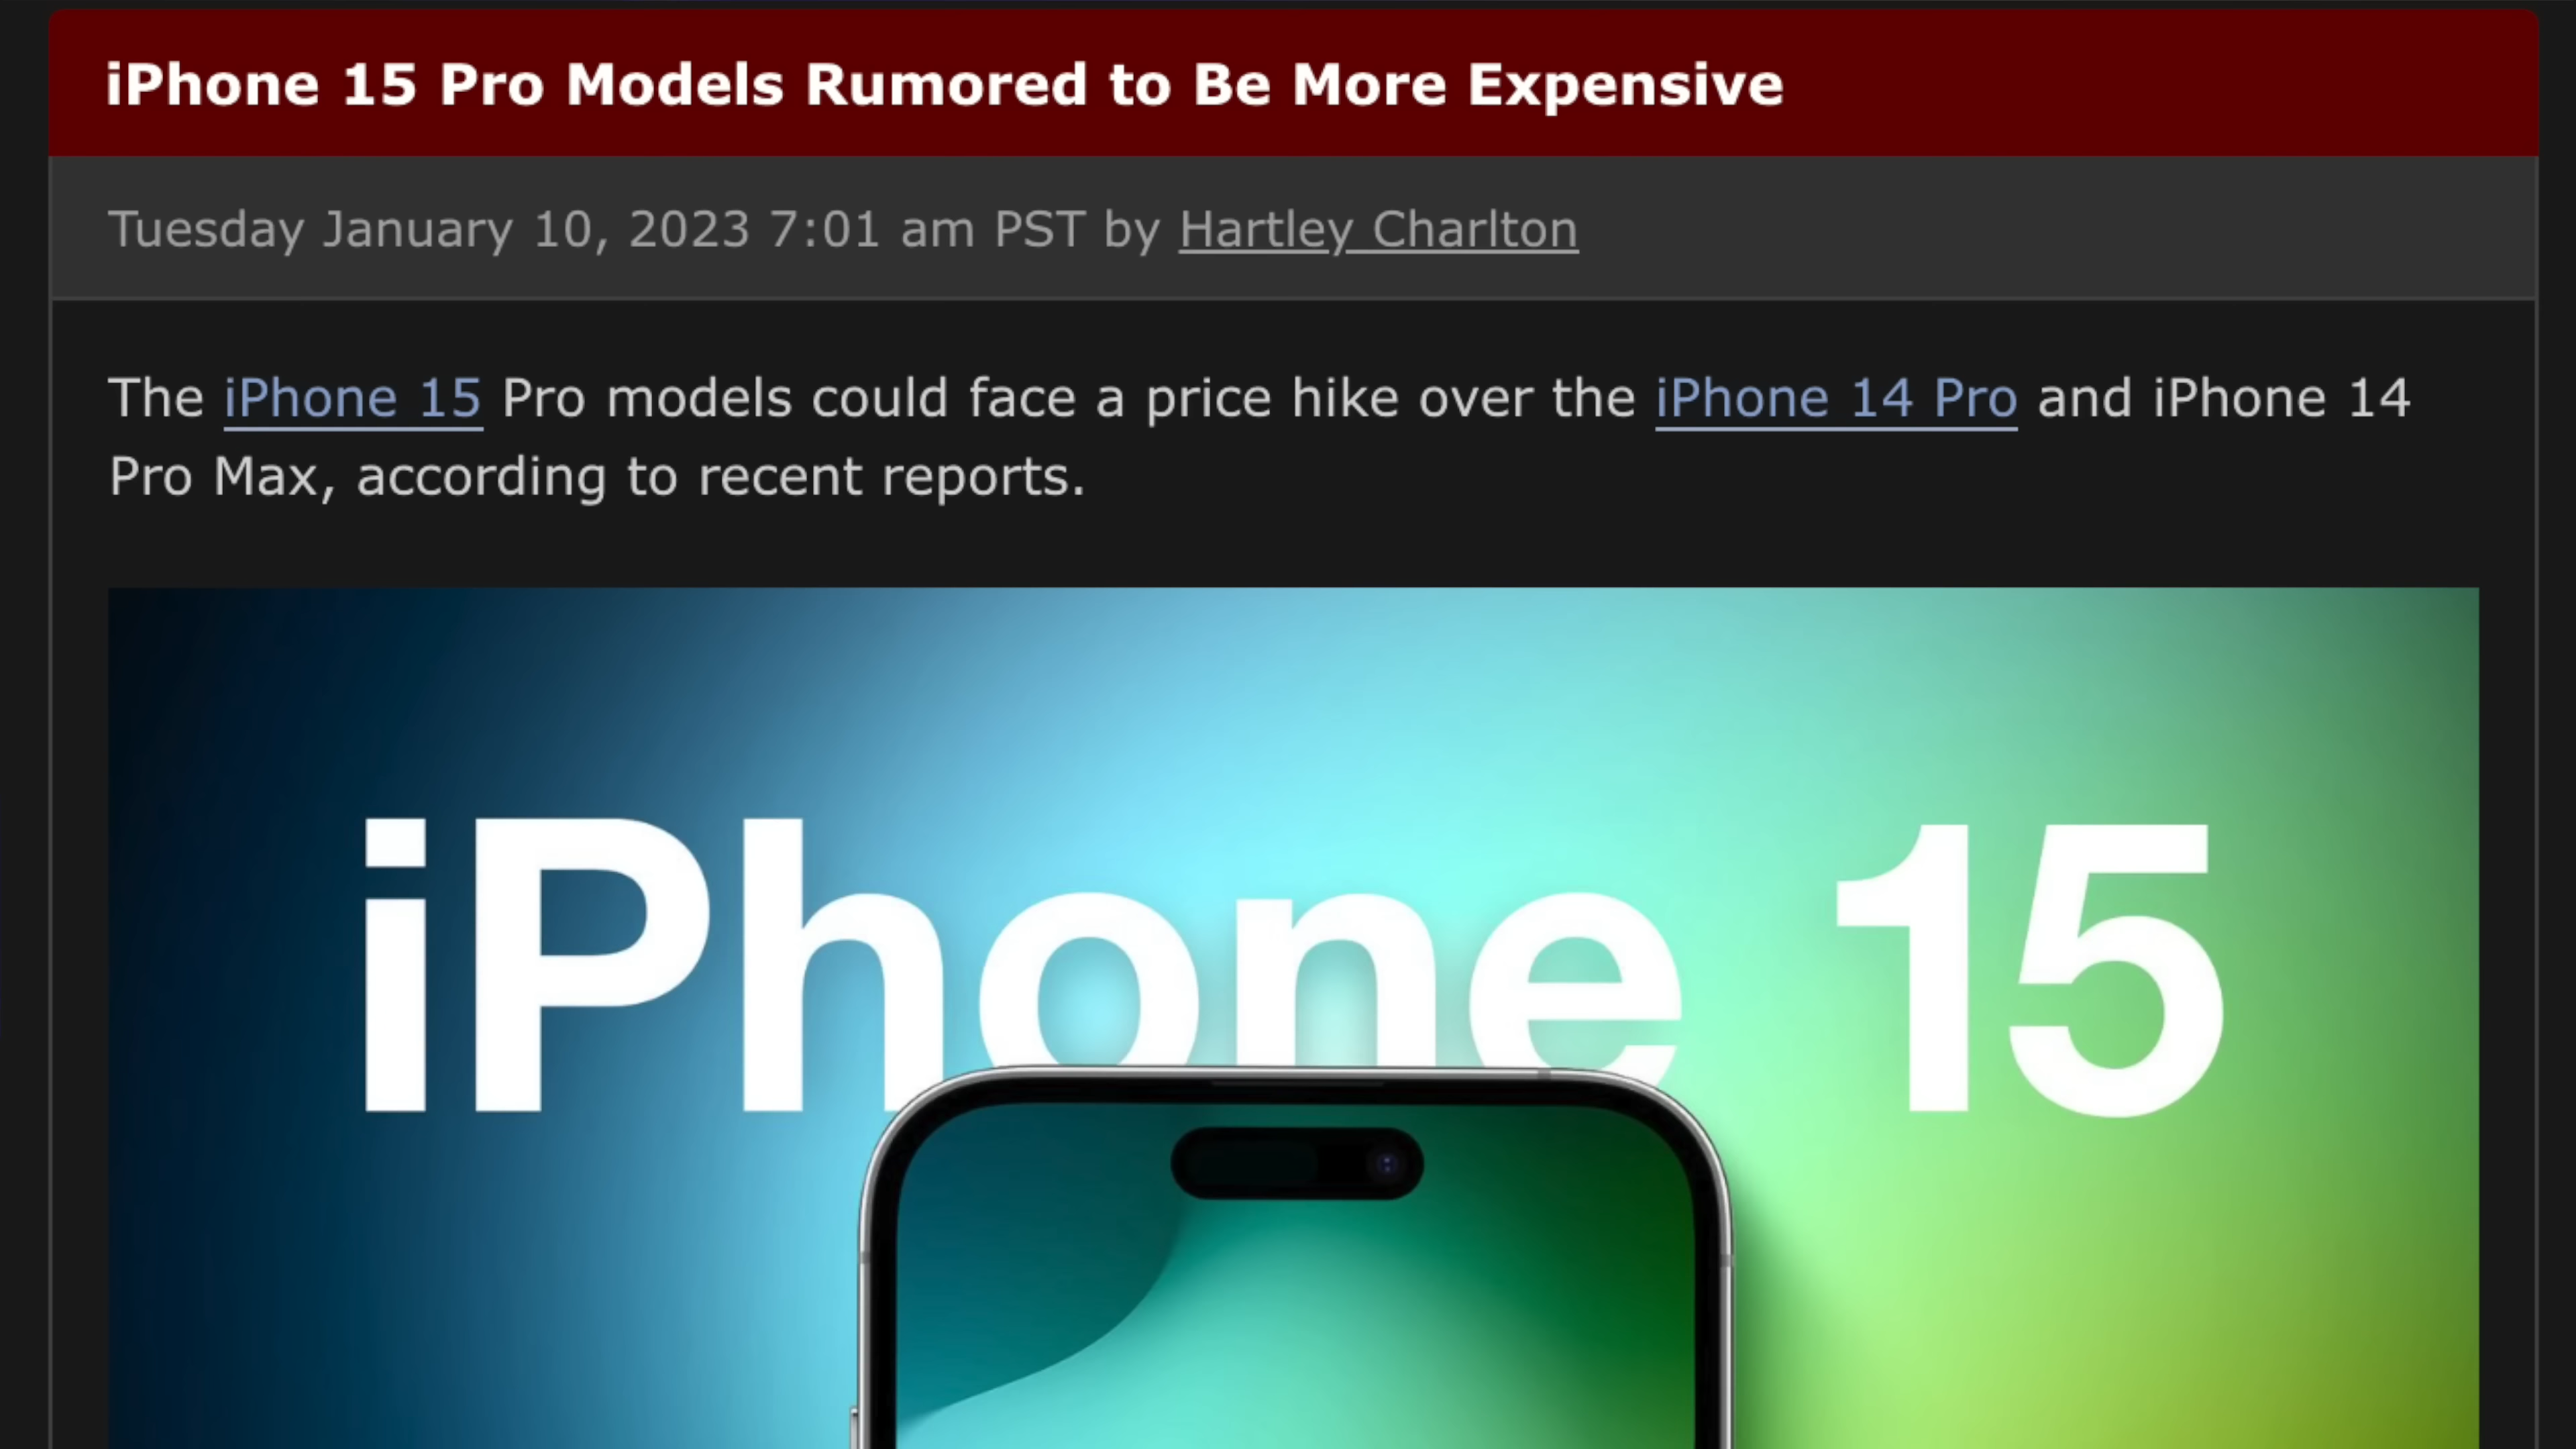 iPhone 15 Pro Models Rumored to Be More Expensive
Tuesday January 10, 2023 7:01 am PST by Hartley Charlton
The iPhone 15 Pro models could face a price hike over the iPhone 14 Pro and iPhone 14
Pro Max, according to recent reports.
iPhone 15